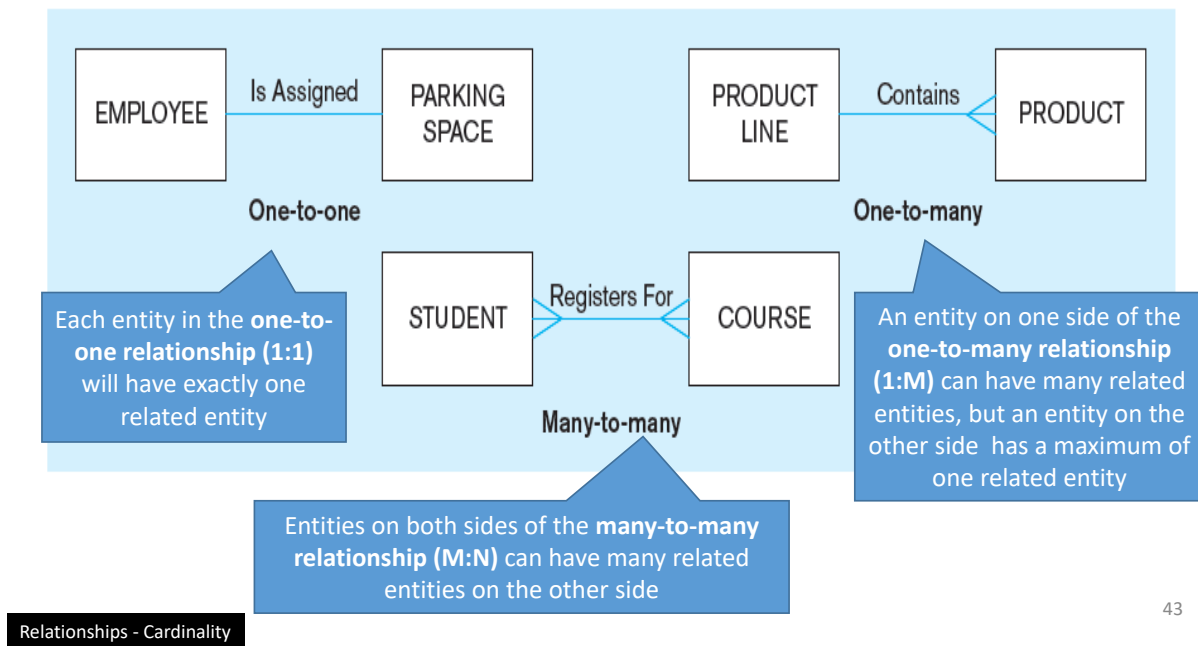 EMPLOYEE
Is Assigned
PARKING
SPACE
One-to-one
PRODUCT
LINE
Contains
PRODUCT
One-to-many
STUDENT
Registers For
COURSE
Many-to-many
Each entity in the one-to-
one relationship (1:1)
will have exactly one
related entity
An entity on one side of the
one-to-many relationship
(1:M) can have many related
entities, but an entity on the
other side has a maximum of
one related entity
Entities on both sides of the many-to-many
relationship (M:N) can have many related
entities on the other side
43
Relationships - Cardinality